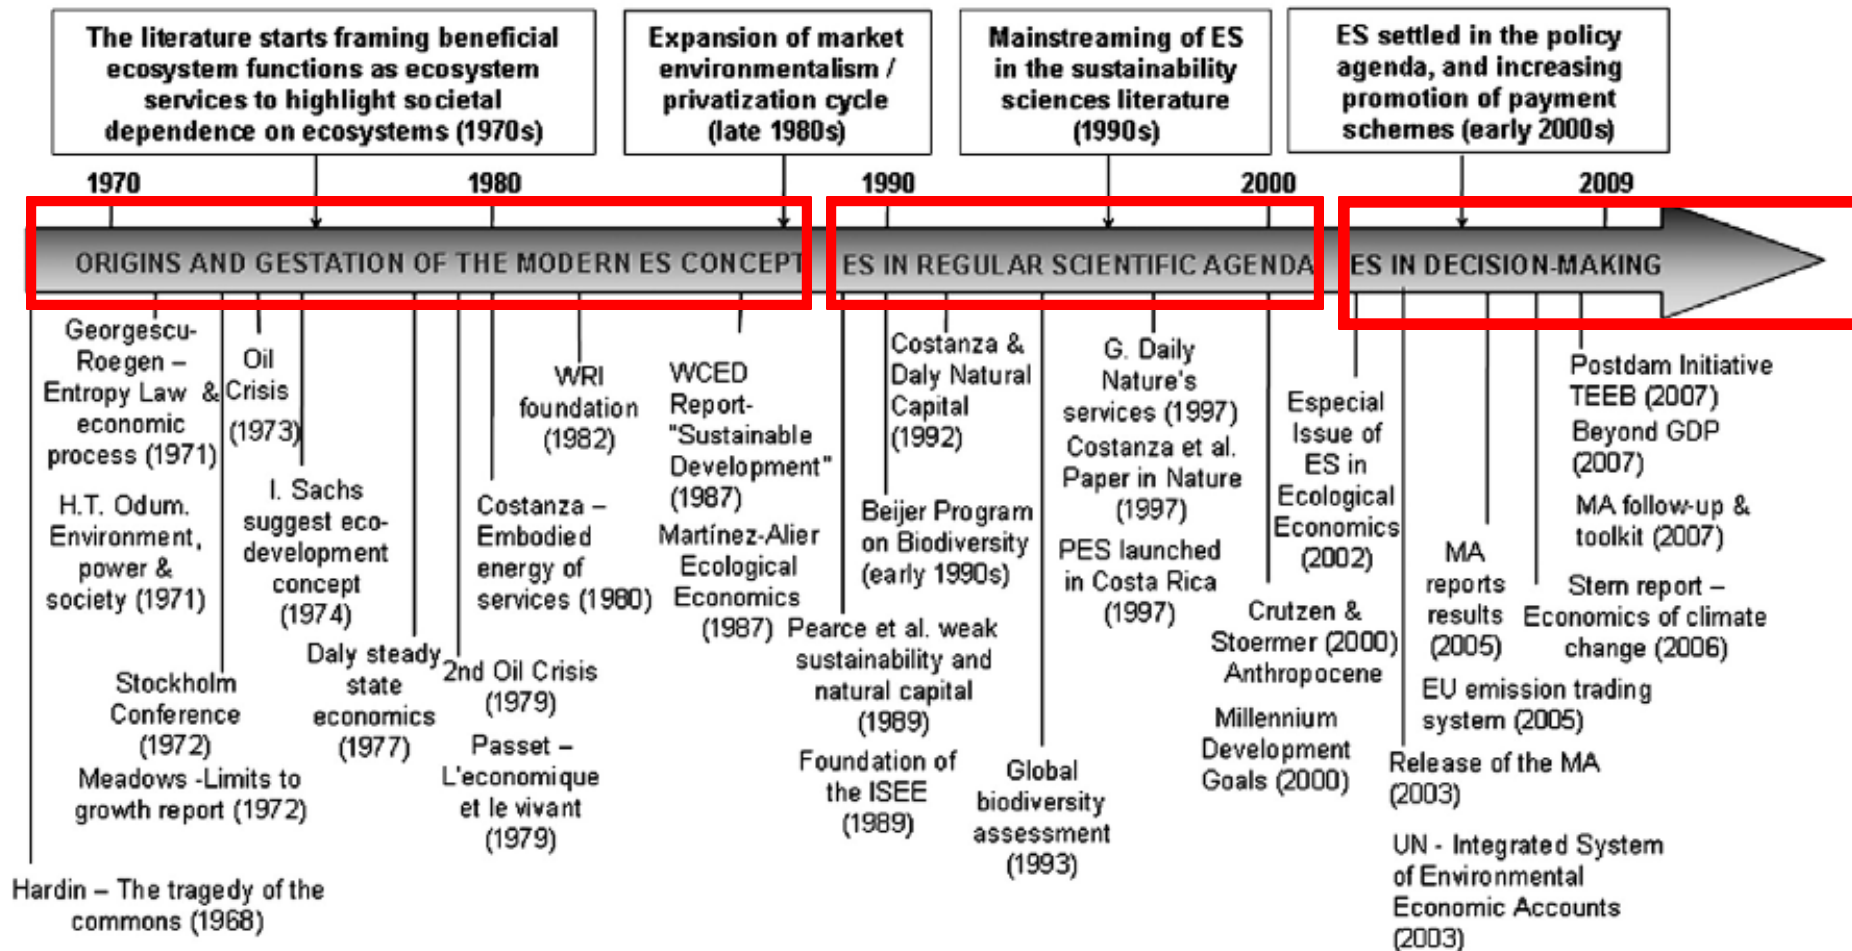 The literature starts framing beneficial
ecosystem functions as ecosystem
services to highlight societal
dependence on ecosystems (1970s)
Expansion of market
environmentalism /
privatization cycle
(late 1980s)
Mainstreaming of ES
in the sustainability
sciences literature
(1990s)
ES settled in the policy
agenda, and increasing
promotion of payment
schemes (early 2000s)
1970
1980
1990
2000
2009
ORIGINS AND GESTATION OF THE MODERN ES CONCEPT
ES IN REGULAR SCIENTIFIC AGENDA
ES IN DECISION-MAKING
Georgescu-
Roegen –
Entropy Law &
economic
process (1971)
H.T. Odum.
Environment,
power &
society (1971)
Stockholm
Conference
(1972)
Meadows -Limits to
growth report (1972)
Hardin – The tragedy of the
commons (1968)
Oil
Crisis
(1973)
I. Sachs
suggest eco-
development
concept
(1974)
Daly steady
state
economics
(1977)
2nd Oil Crisis
(1979)
Passet –
L'economique
et le vivant
(1979)
Costanza –
Embodied
energy of
services (1980)
WRI
foundation
(1982)
WCED
Report-
"Sustainable
Development"
(1987)
Martínez-Alier
Ecological
Economics
(1987)
Pearce et al. weak
sustainability and
natural capital
(1989)
Foundation of
the ISEE
(1989)
Beijer Program
on Biodiversity
(early 1990s)
Costanza &
Daly Natural
Capital
(1992)
Global
biodiversity
assessment
(1993)
G. Daily
Nature's
services (1997)
Costanza et al.
Paper in Nature
(1997)
PES launched
in Costa Rica
(1997)
Crutzen &
Stoermer (2000)
Anthropocene
Millennium
Development
Goals (2000)
Especial
Issue of
ES in
Ecological
Economics
(2002)
Release of the MA
(2003)
UN - Integrated System
of Environmental
Economic Accounts
(2003)
MA
reports
results
(2005)
EU emission trading
system (2005)
Stern report –
Economics of climate
change (2006)
Postdam Initiative
TEEB (2007)
Beyond GDP
(2007)
MA follow-up &
toolkit (2007)